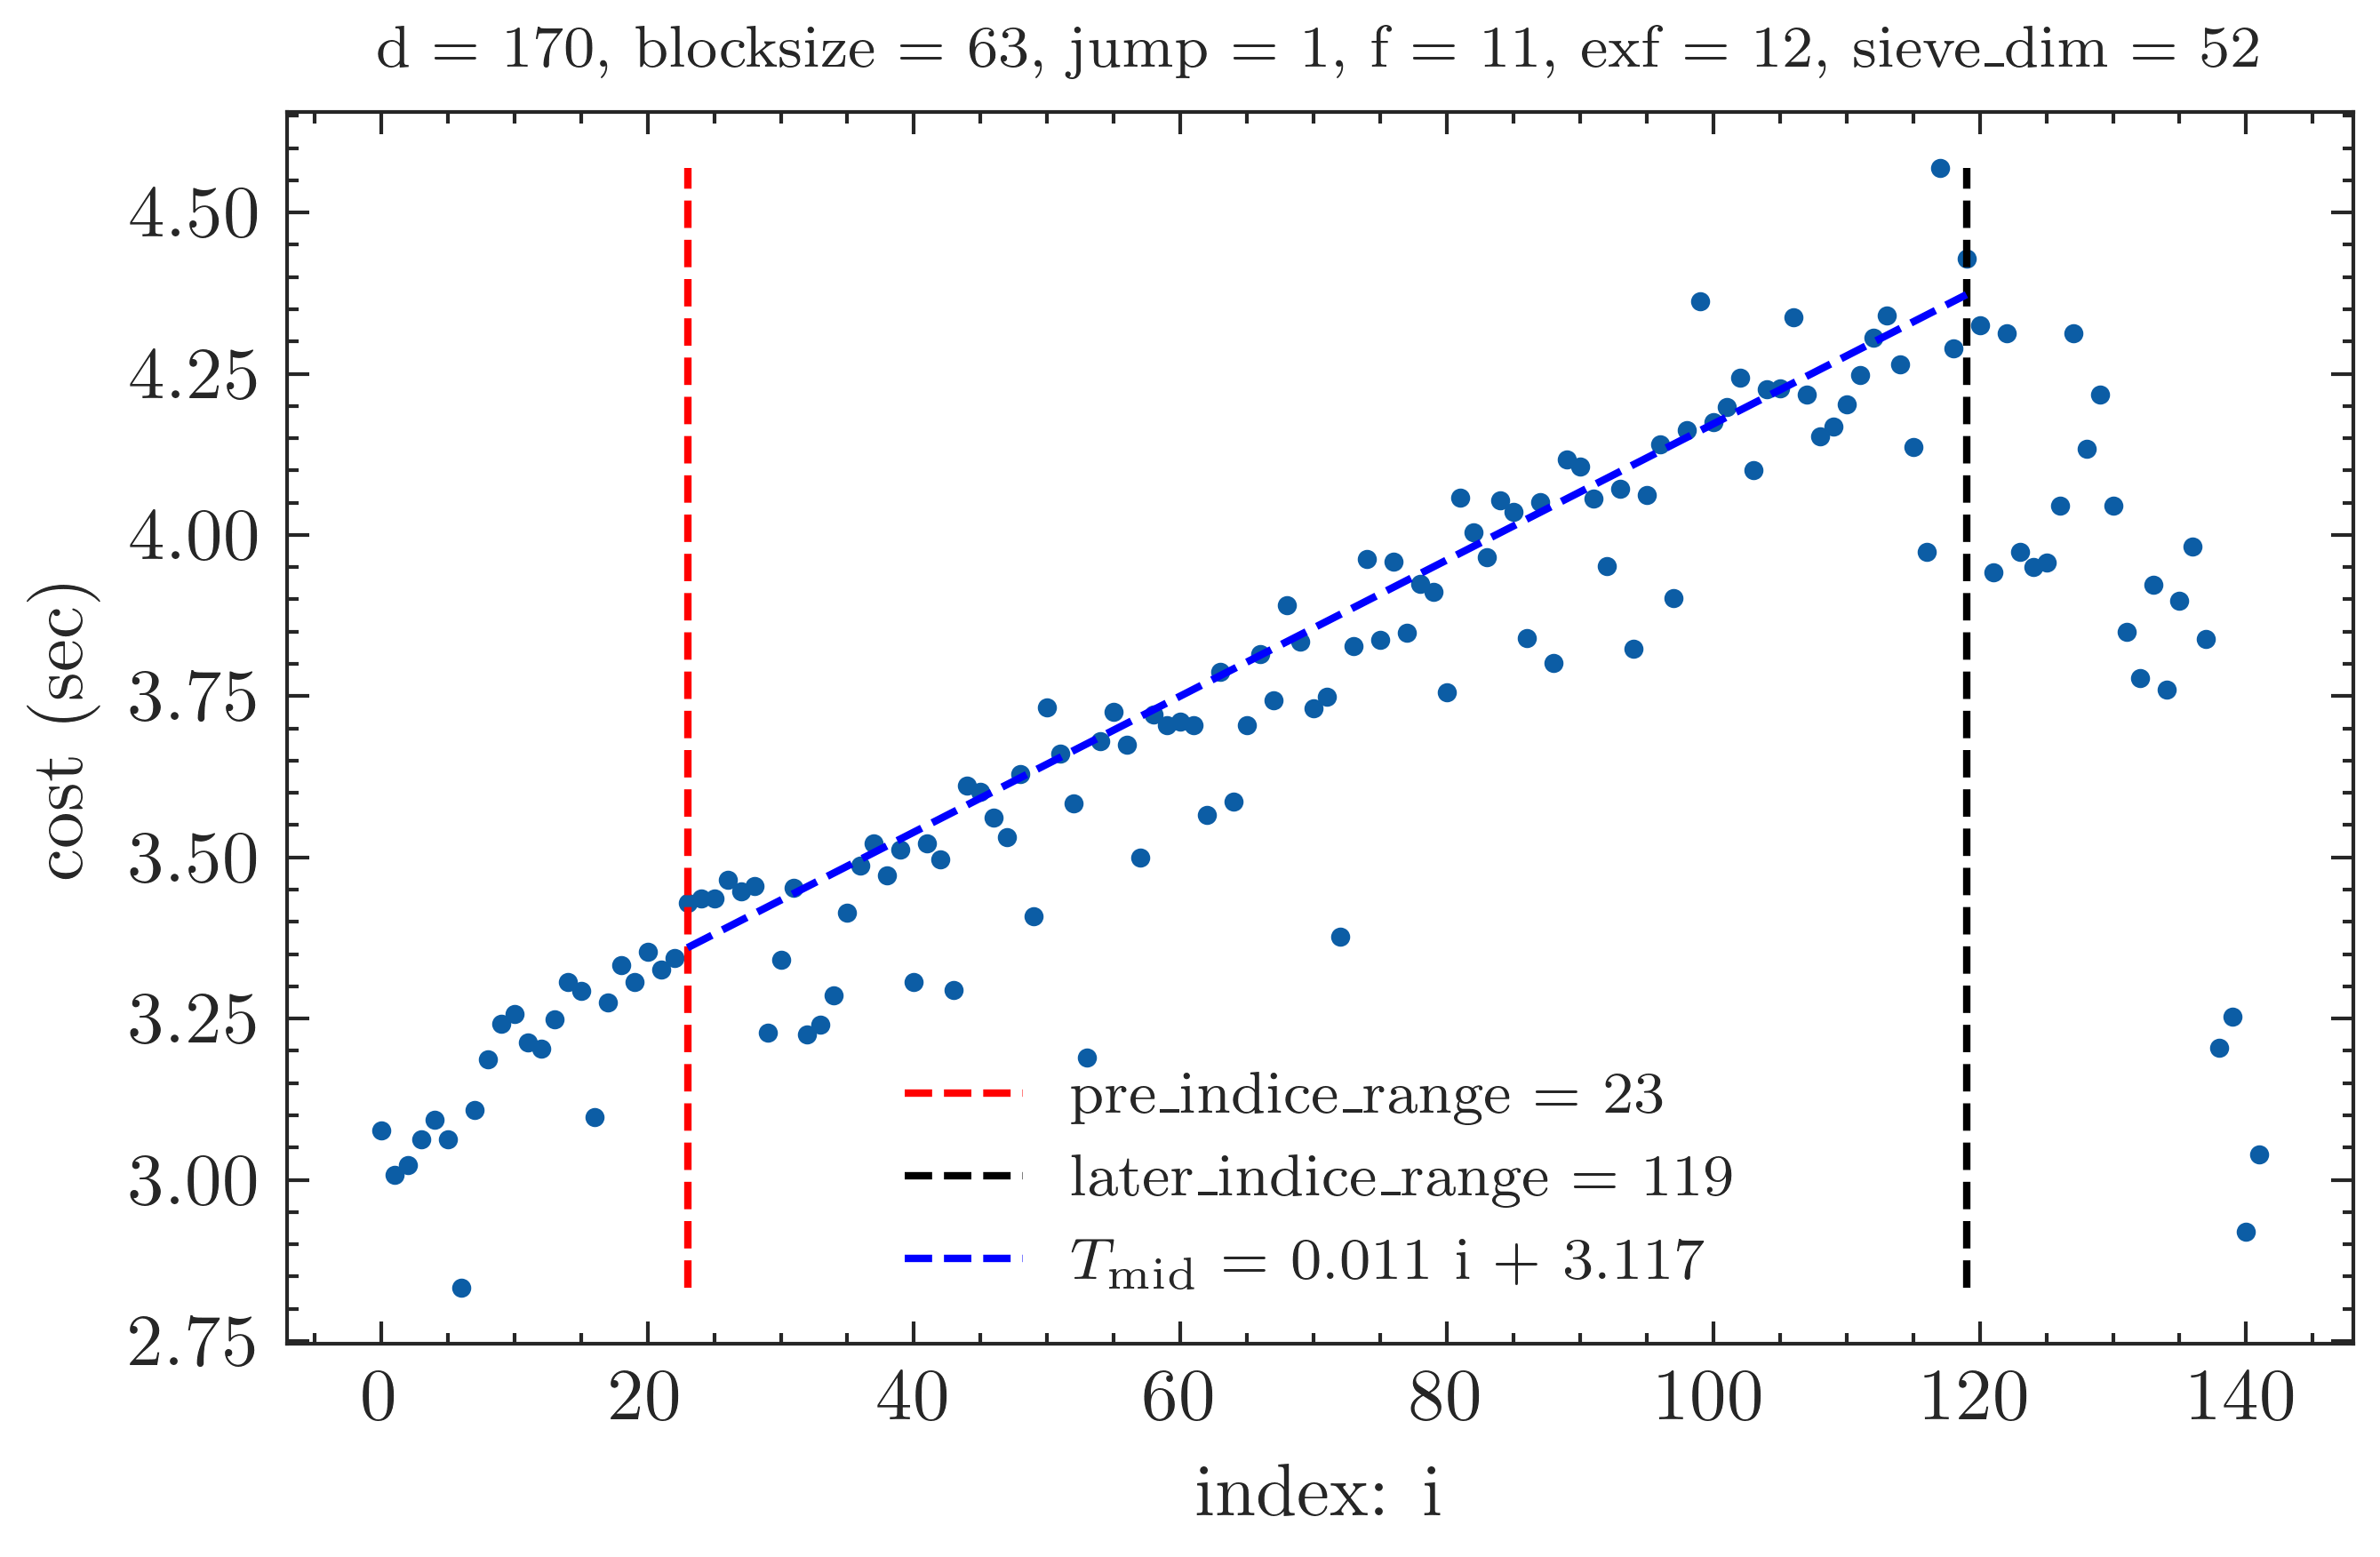 d = 170, blocksize = 63, jump = 1, f = 11, exf = 12, sieve_dim = 52
cost (sec)
4.50
4.25
4.00
3.75
3.50
3.25
3.00
2.75
pre_indice_range = 23
later_indice_range = 119
T_mid = 0.011 i + 3.117
0 20 40 60 80 100 120 140
index: i